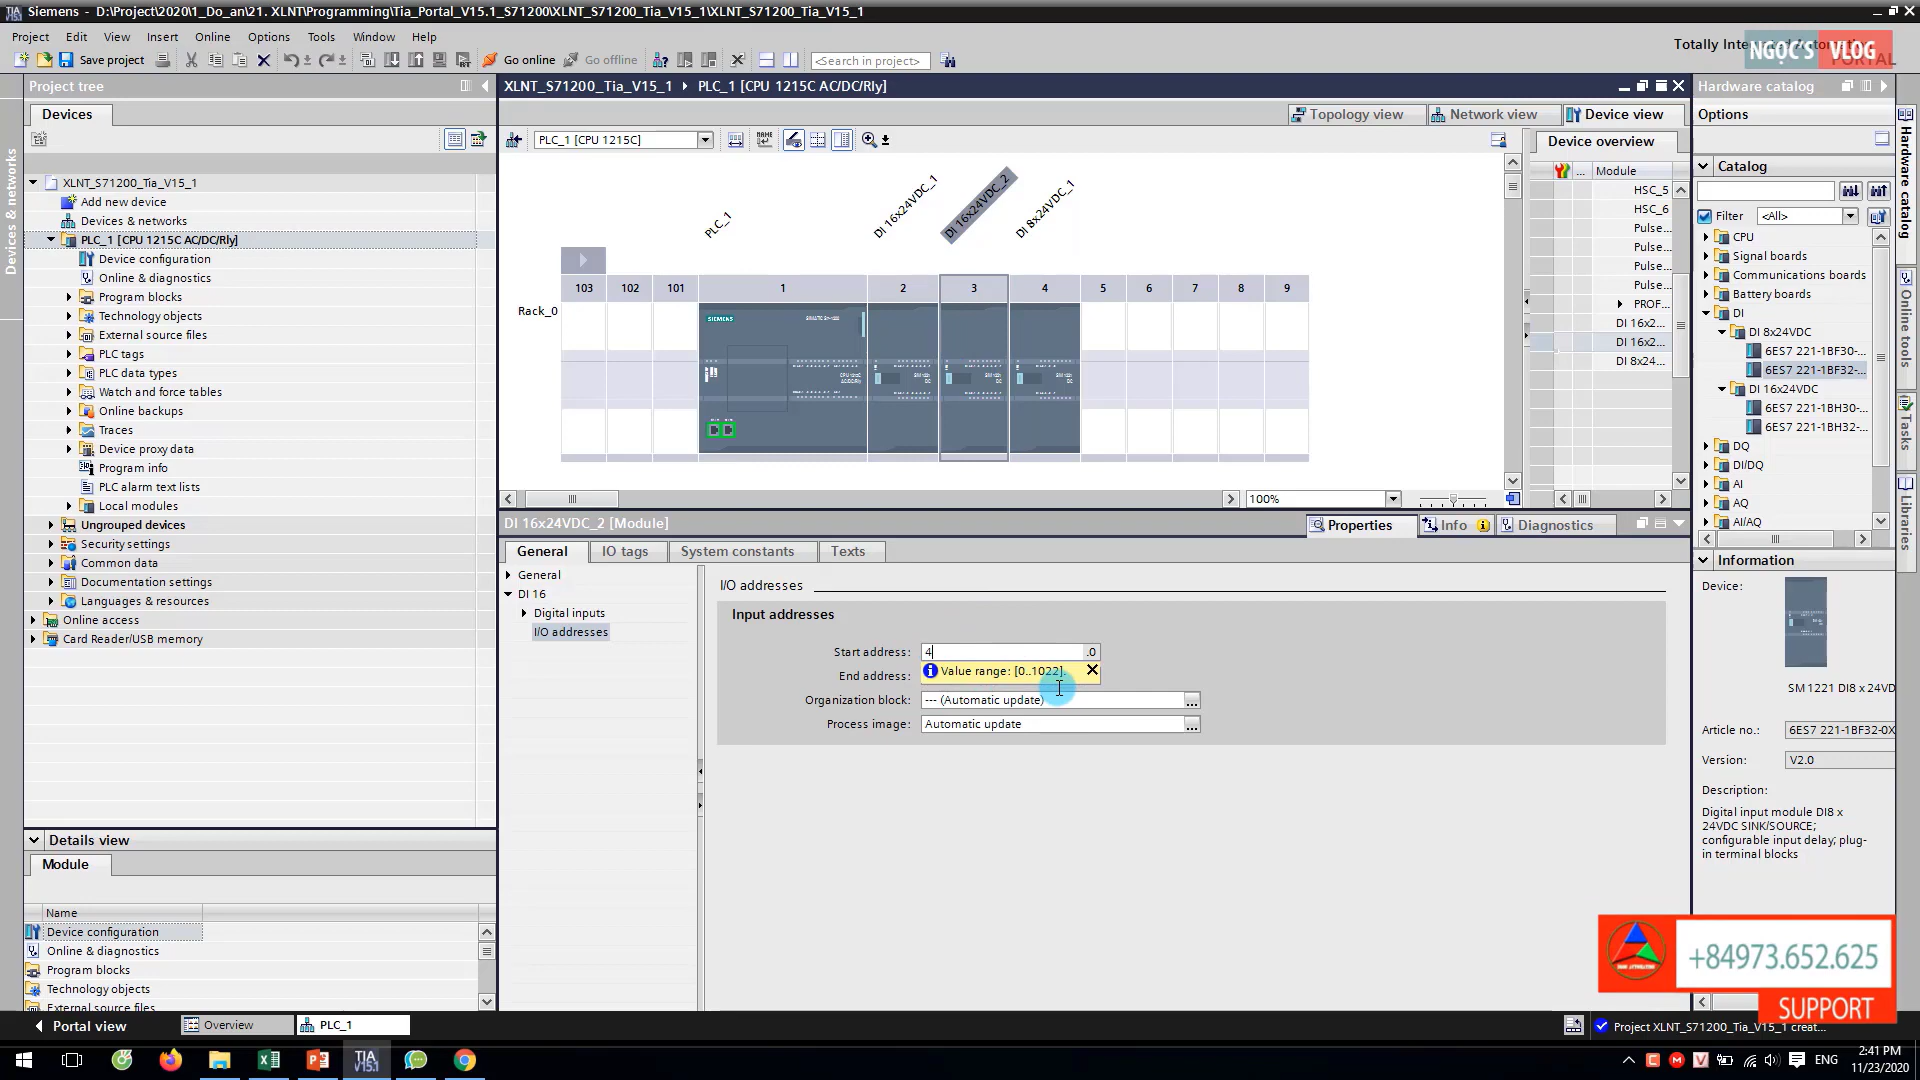 Siemens - D:\Project\2020\1_Do_an\21. XLNT\Programming\Tia_Portal_V15.1_S71200\XLNT_S71200_Tia_V15_1\XLNT_S71200_Tia_V15_1
Project Edit View Insert Online Options Tools Window Help
NGỌC'S VLOG
Save project Go online Go offline <Search in project>
Project tree
Devices
Devices & networks
XLNT_S71200_Tia_V15_1
Add new device
Devices & networks
PLC_1 [CPU 1215C AC/DC/Rly]
Device configuration
Online & diagnostics
Program blocks
Technology objects
External source files
PLC tags
PLC data types
Watch and force tables
Online backups
Traces
Device proxy data
Program info
PLC alarm text lists
Local modules
Ungrouped devices
Security settings
Common data
Documentation settings
Languages & resources
Online access
Card Reader/USB memory
Details view
Module
Name
Device configuration
Online & diagnostics
Program blocks
Technology objects
External source files
XLNT_S71200_Tia_V15_1 PLC_1 [CPU 1215C AC/DC/Rly]
Topology view Network view Device view
PLC_1 [CPU 1215C]
PLC_1
DI 16x24VDC_1
DI 16x24VDC_2
DI 8x24VDC_1
103 102 101 1 2 3 4 5 6 7 8 9
Rack_0
SIEMENS
100%
Device overview
... Module
HSC_5
HSC_6
Pulse...
Pulse...
Pulse...
Pulse...
PROF...
DI 16x2...
DI 16x2...
DI 8x24...
DI 16x24VDC_2 [Module]
Properties Info Diagnostics
General IO tags System constants Texts
General
DI 16
Digital inputs
I/O addresses
I/O addresses
Input addresses
Start address: 4 .0
End address:
Value range: [0..1022].
Organization block: --- (Automatic update)
Process image: Automatic update
Hardware catalog
Options
Catalog
Filter <All>
CPU
Signal boards
Communications boards
Battery boards
DI
DI 8x24VDC
6ES7 221-1BF30-...
6ES7 221-1BF32-...
DI 16x24VDC
6ES7 221-1BH30-...
6ES7 221-1BH32-...
DQ
DI/DQ
AI
AQ
AI/AQ
Information
Device:
SM 1221 DI8 x 24VD
Article no.: 6ES7 221-1BF32-0X
Version: V2.0
Description:
Digital input module DI8 x
24VDC SINK/SOURCE;
configurable input delay; plug-
in terminal blocks
Hardware catalog
Online tools
Tasks
Libraries
+84973.652.625
SUPPORT
Portal view Overview PLC_1
Project XLNT_S71200_Tia_V15_1 creat...
ENG
2:41 PM
11/23/2020